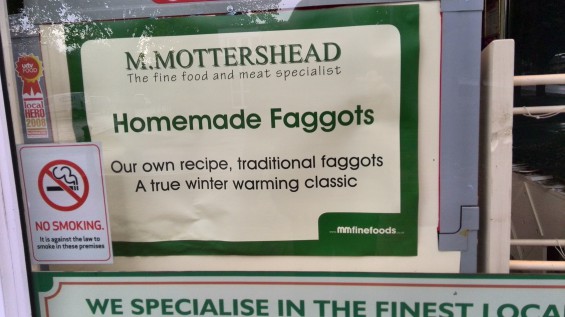 M.MOTTERSHEAD
The fine food and meat specialist
Homemade Faggots
Our own recipe, traditional faggots
A true winter warming classic
...mmfinefoods...
FOOD
local
HERO
2008
NO SMOKING.
It is against the law to
smoke in these premises
WE SPECIALISE IN THE FINEST LOCA